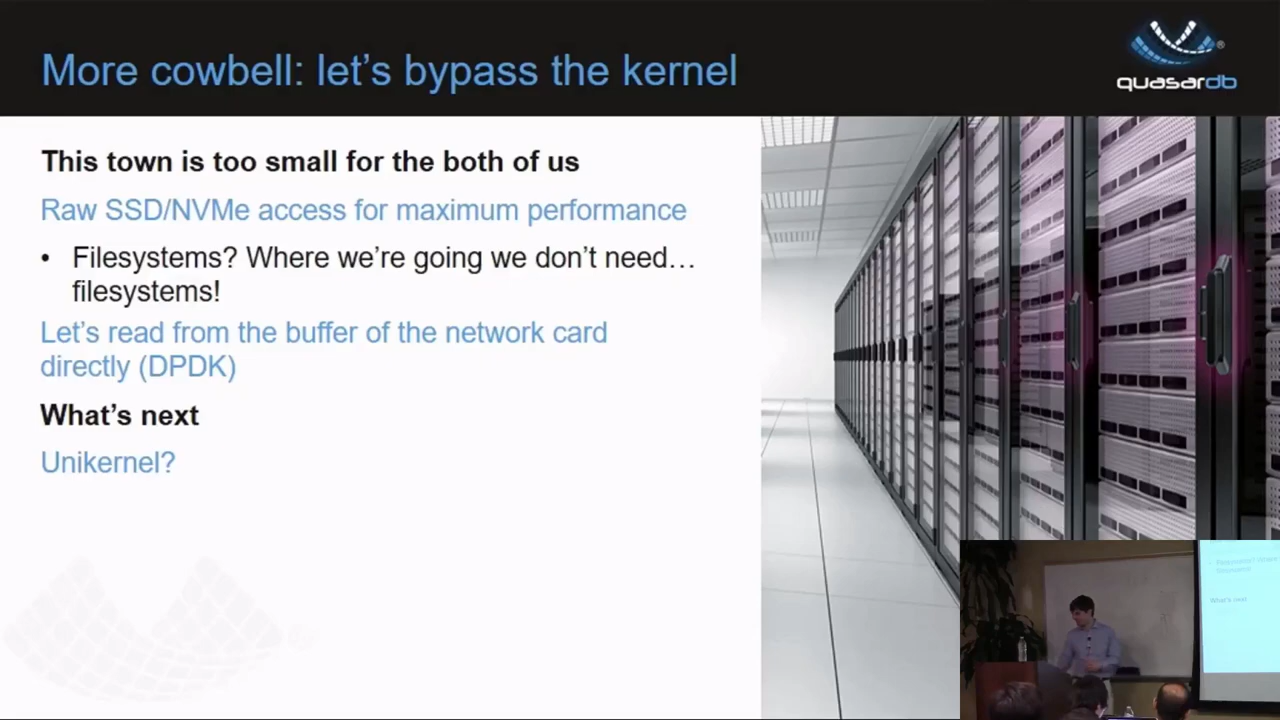 More cowbell: let's bypass the kernel
quasardb
This town is too small for the both of us
Raw SSD/NVMe access for maximum performance
• Filesystems? Where we're going we don't need…
filesystems!
Let's read from the buffer of the network card
directly (DPDK)
What's next
Unikernel?
What's next